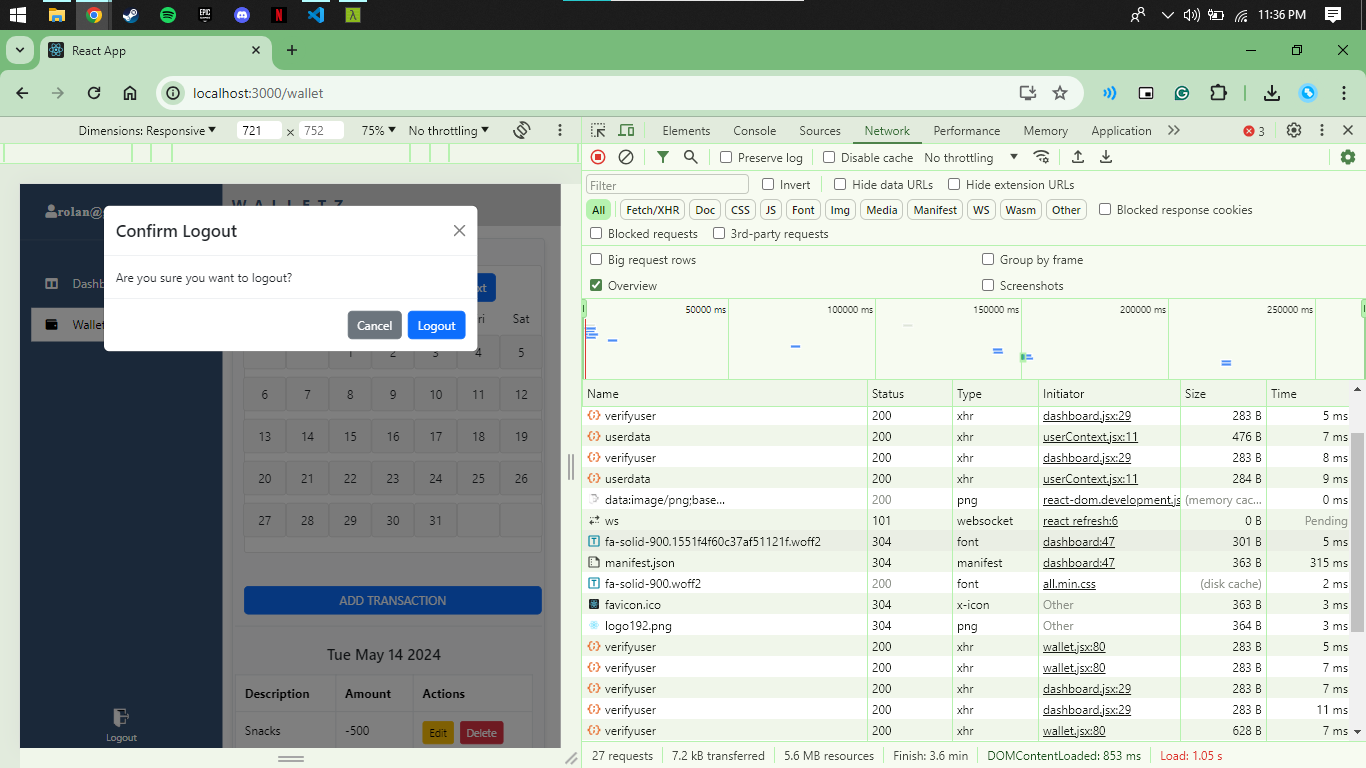 11:36 PM
React App
localhost:3000/wallet
Dimensions: Responsive 721 × 752 75% No throttling
Elements Console Sources Network Performance Memory Application 3
Preserve log Disable cache No throttling
Filter Invert Hide data URLs Hide extension URLs
All Fetch/XHR Doc CSS JS Font Img Media Manifest WS Wasm Other Blocked response cookies
Blocked requests 3rd-party requests
Big request rows Group by frame
Overview Screenshots
50000 ms 100000 ms 150000 ms 200000 ms 250000 ms
Name Status Type Initiator Size Time
verifyuser 200 xhr dashboard.jsx:29 283 B 5 ms
userdata 200 xhr userContext.jsx:11 476 B 7 ms
verifyuser 200 xhr dashboard.jsx:29 283 B 8 ms
userdata 200 xhr userContext.jsx:11 284 B 9 ms
data:image/png;base... 200 png react-dom.development.js (memory cac... 0 ms
ws 101 websocket react refresh:6 0 B Pending
fa-solid-900.1551f4f60c37af51121f.woff2 304 font dashboard:47 301 B 5 ms
manifest.json 304 manifest dashboard:47 363 B 315 ms
fa-solid-900.woff2 200 font all.min.css (disk cache) 2 ms
favicon.ico 304 x-icon Other 363 B 3 ms
logo192.png 304 png Other 364 B 3 ms
verifyuser 200 xhr wallet.jsx:80 283 B 5 ms
verifyuser 200 xhr wallet.jsx:80 283 B 7 ms
verifyuser 200 xhr dashboard.jsx:29 283 B 7 ms
verifyuser 200 xhr dashboard.jsx:29 283 B 11 ms
verifyuser 200 xhr wallet.jsx:80 628 B 7 ms
27 requests 7.2 kB transferred 5.6 MB resources Finish: 3.6 min DOMContentLoaded: 853 ms Load: 1.05 s
rolan@
WALLETZ
Confirm Logout
Are you sure you want to logout?
Cancel Logout
Dashb
Wallet
Sat
1 2 3 4 5
6 7 8 9 10 11 12
13 14 15 16 17 18 19
20 21 22 23 24 25 26
27 28 29 30 31
ADD TRANSACTION
Tue May 14 2024
Description Amount Actions
Snacks -500 Edit Delete
Logout